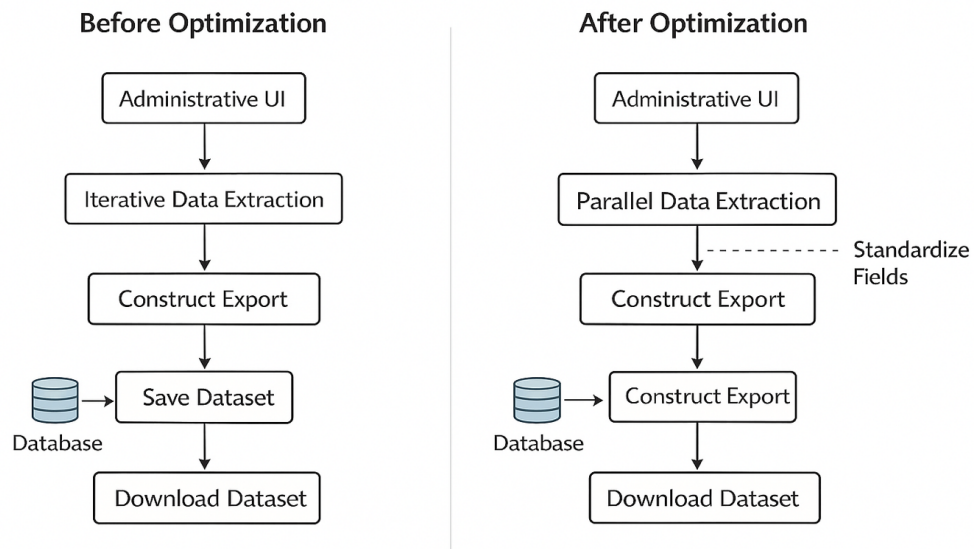 Before Optimization
Administrative UI
Iterative Data Extraction
Construct Export
Save Dataset
Database
Download Dataset
After Optimization
Administrative UI
Parallel Data Extraction
Standardize
Fields
Construct Export
Construct Export
Database
Download Dataset